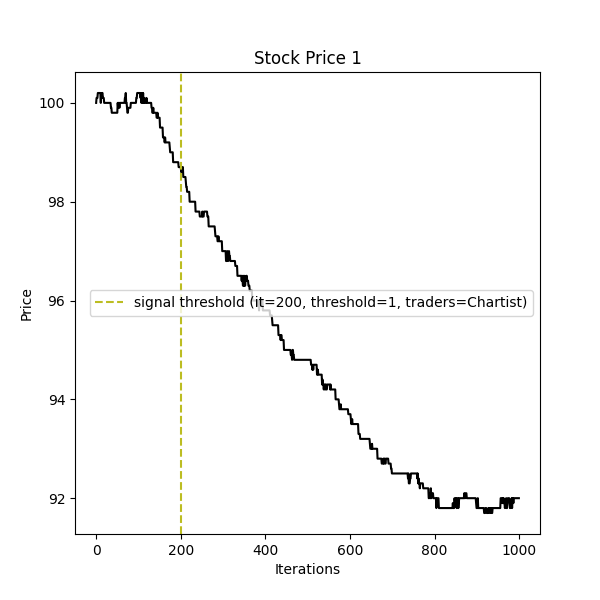 Stock Price 1
100
98
96
94
92
Price
signal threshold (it=200, threshold=1, traders=Chartist)
0 200 400 600 800 1000
Iterations